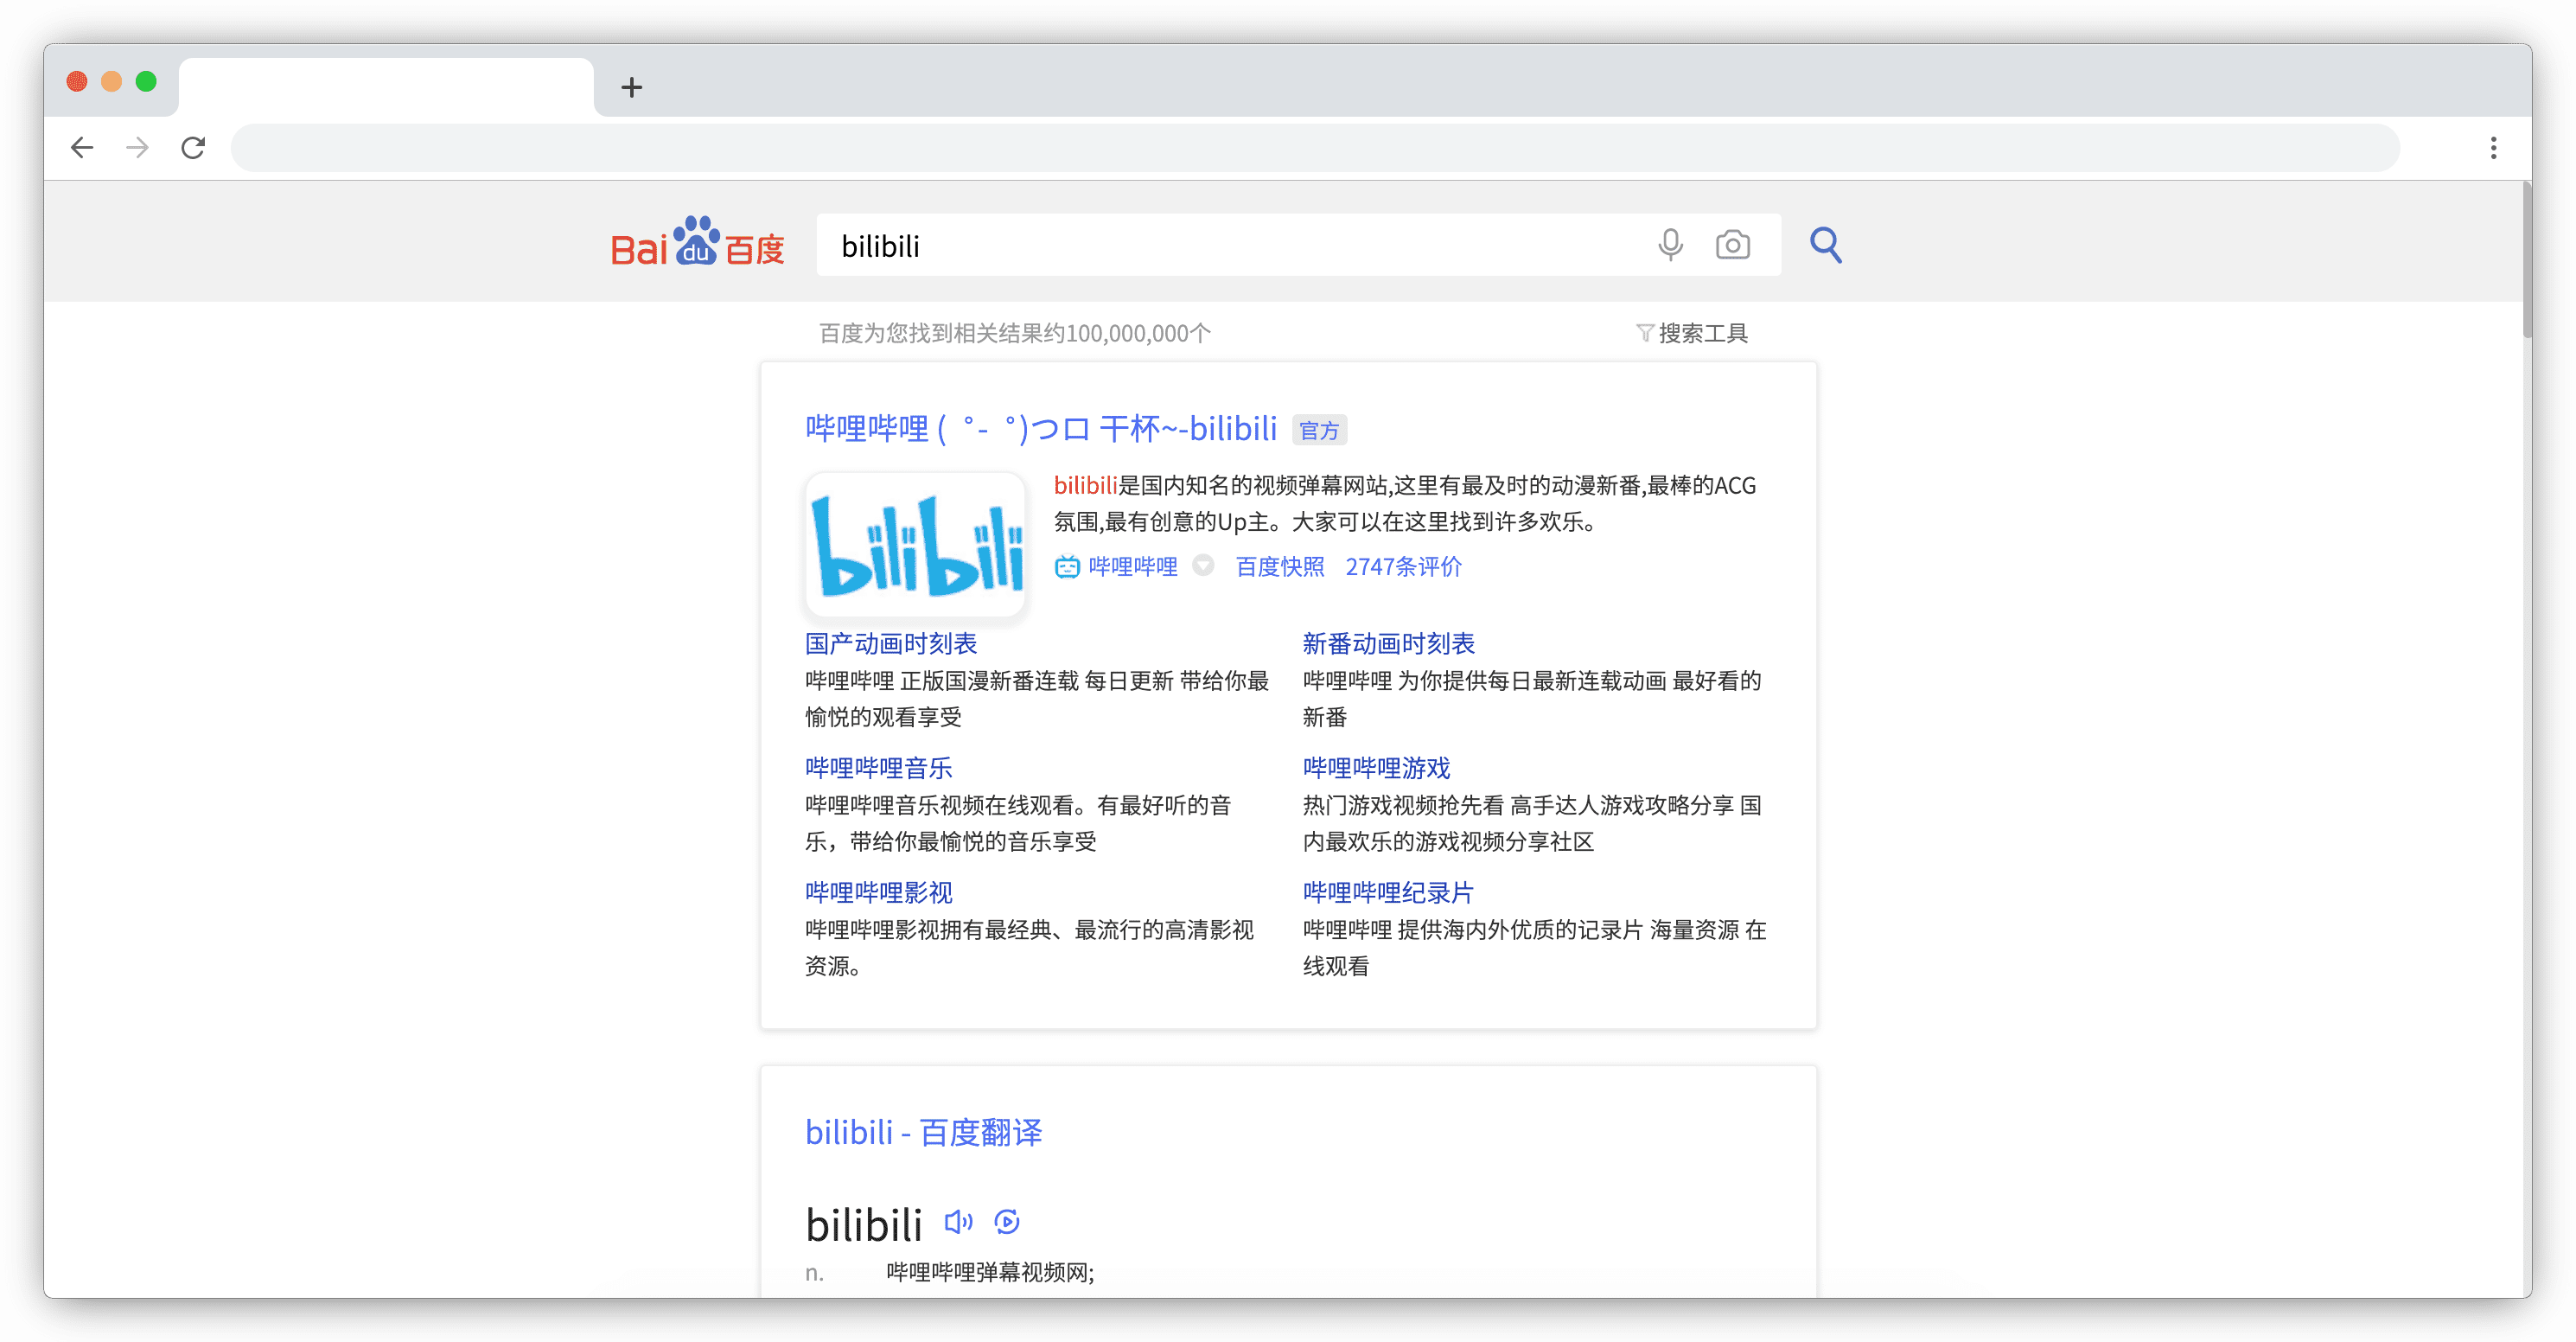 Bai du 百度
bilibili
百度为您找到相关结果约100,000,000个
搜索工具
哔哩哔哩 ( ゜- ゜)つロ 干杯~-bilibili 官方
bilibili
bilibili是国内知名的视频弹幕网站,这里有最及时的动漫新番,最棒的ACG
氛围,最有创意的Up主。大家可以在这里找到许多欢乐。
哔哩哔哩 百度快照 2747条评价
国产动画时刻表
哔哩哔哩 正版国漫新番连载 每日更新 带给你最
愉悦的观看享受
新番动画时刻表
哔哩哔哩 为你提供每日最新连载动画 最好看的
新番
哔哩哔哩音乐
哔哩哔哩音乐视频在线观看。有最好听的音
乐，带给你最愉悦的音乐享受
哔哩哔哩游戏
热门游戏视频抢先看 高手达人游戏攻略分享 国
内最欢乐的游戏视频分享社区
哔哩哔哩影视
哔哩哔哩影视拥有最经典、最流行的高清影视
资源。
哔哩哔哩纪录片
哔哩哔哩 提供海内外优质的记录片 海量资源 在
线观看
bilibili - 百度翻译
bilibili
n. 哔哩哔哩弹幕视频网;